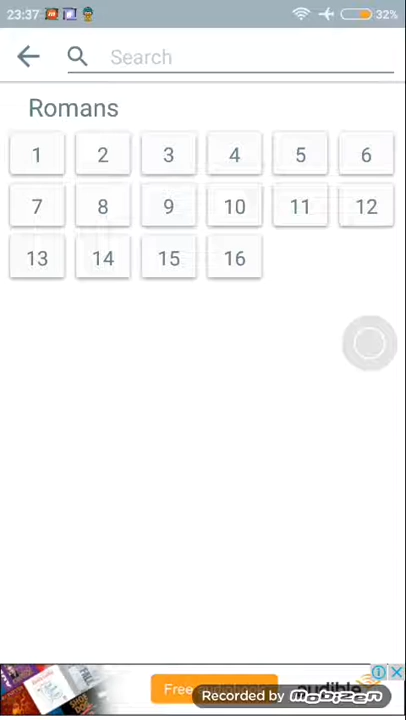 23:37 32%
Search
Romans
1 2 3 4 5 6
7 8 9 10 11 12
13 14 15 16
Free
audible
Recorded by mobizen